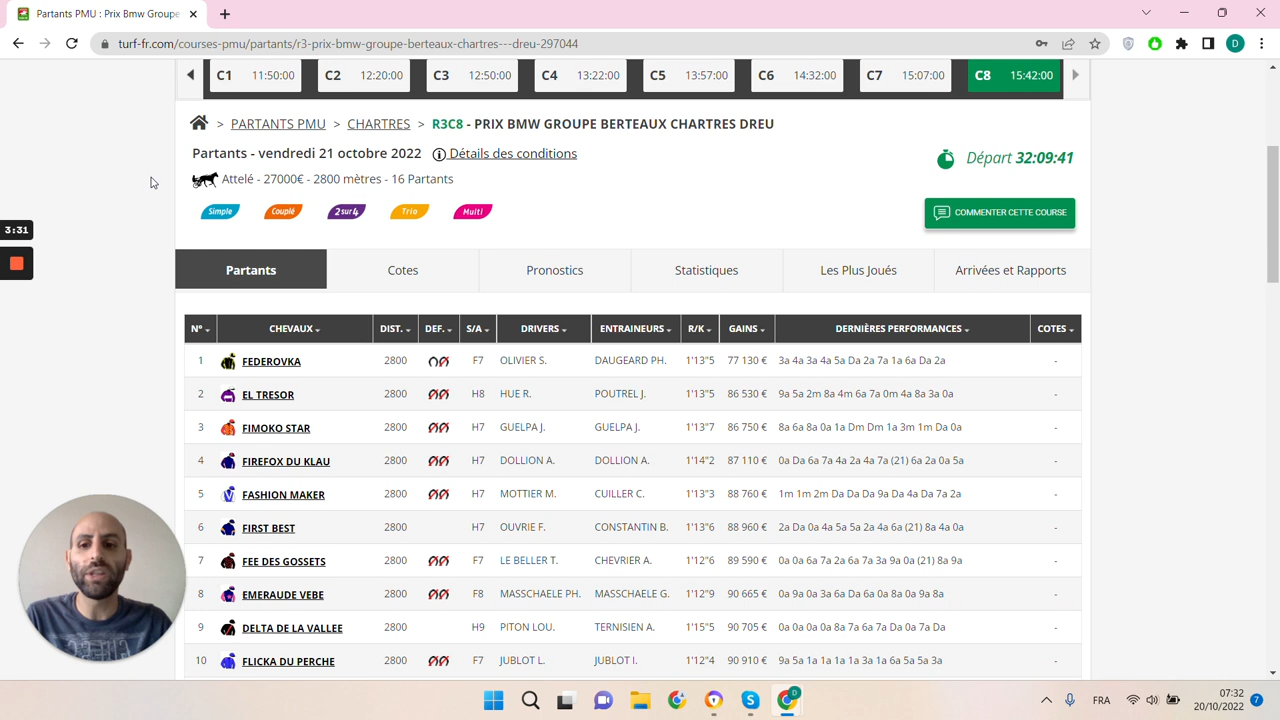 Partants PMU : Prix Bmw Groupe
turf-fr.com/courses-pmu/partants/r3-prix-bmw-groupe-berteaux-chartres---dreu-297044
D
C1 11:50:00 C2 12:20:00 C3 12:50:00 C4 13:22:00 C5 13:57:00 C6 14:32:00 C7 15:07:00 C8 15:42:00
> PARTANTS PMU > CHARTRES > R3C8 - PRIX BMW GROUPE BERTEAUX CHARTRES DREU
Partants - vendredi 21 octobre 2022 Détails des conditions
Départ 32:09:41
Attelé - 27000€ - 2800 mètres - 16 Partants
Simple Couplé 2sur4 Trio Multi
COMMENTER CETTE COURSE
3:31
Partants Cotes Pronostics Statistiques Les Plus Joués Arrivées et Rapports
N° CHEVAUX DIST. DEF. S/A DRIVERS ENTRAINEURS R/K GAINS DERNIÈRES PERFORMANCES COTES
1 FEDEROVKA 2800 F7 OLIVIER S. DAUGEARD PH. 1'13"5 77 130 € 3a 4a 3a 4a 5a Da 2a 7a 1a 6a Da 2a -
2 EL TRESOR 2800 H8 HUE R. POUTREL J. 1'13"5 86 530 € 9a 5a 2m 8a 4m 6a 7a 0m 4a 8a 3a 0a -
3 FIMOKO STAR 2800 H7 GUELPA J. GUELPA J. 1'13"7 86 750 € 8a 6a 8a 0a 1a Dm Dm 1a 3m 1m Da 0a -
4 FIREFOX DU KLAU 2800 H7 DOLLION A. DOLLION A. 1'14"2 87 110 € 0a Da 6a 7a 4a 2a 4a 7a (21) 6a 2a 0a 5a -
5 FASHION MAKER 2800 H7 MOTTIER M. CUILLER C. 1'13"3 88 760 € 1m 1m 2m Da Da Da 9a Da 4a Da 7a 2a -
6 FIRST BEST 2800 H7 OUVRIE F. CONSTANTIN B. 1'13"6 88 960 € 2a Da 0a 4a 5a 5a 2a 4a 6a (21) 8a 4a 0a -
7 FEE DES GOSSETS 2800 F7 LE BELLER T. CHEVRIER A. 1'12"6 89 590 € 0a 0a 6a 7a 2a 6a 7a 3a 9a 0a (21) 8a 9a -
8 EMERAUDE VEBE 2800 F8 MASSCHAELE PH. MASSCHAELE G. 1'12"9 90 665 € 0a 9a 0a 3a 6a Da 6a 0a 8a 0a 9a 8a -
9 DELTA DE LA VALLEE 2800 H9 PITON LOU. TERNISIEN A. 1'15"5 90 705 € 0a 0a 0a 0a 8a 7a 6a 7a Da 0a 7a Da -
10 FLICKA DU PERCHE 2800 F7 JUBLOT L. JUBLOT I. 1'12"4 90 910 € 9a 5a 1a 1a 1a 1a 3a 1a 6a 5a 5a 3a -
FRA 07:32
20/10/2022 7